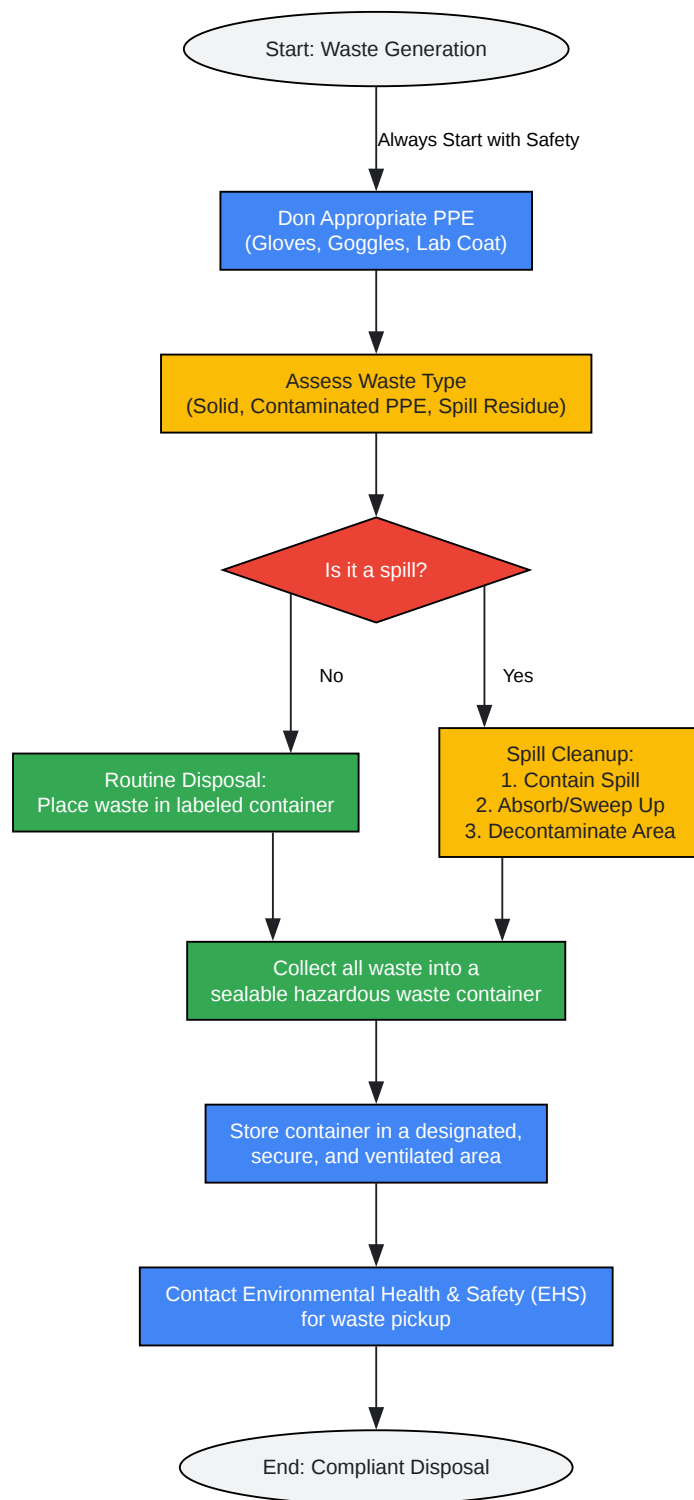 Start: Waste Generation
Always Start with Safety
Don Appropriate PPE
(Gloves, Goggles, Lab Coat)
Assess Waste Type
(Solid, Contaminated PPE, Spill Residue)
Is it a spill?
No
Yes
Routine Disposal:
Place waste in labeled container
Spill Cleanup:
1. Contain Spill
2. Absorb/Sweep Up
3. Decontaminate Area
Collect all waste into a
sealable hazardous waste container
Store container in a designated,
secure, and ventilated area
Contact Environmental Health & Safety (EHS)
for waste pickup
End: Compliant Disposal